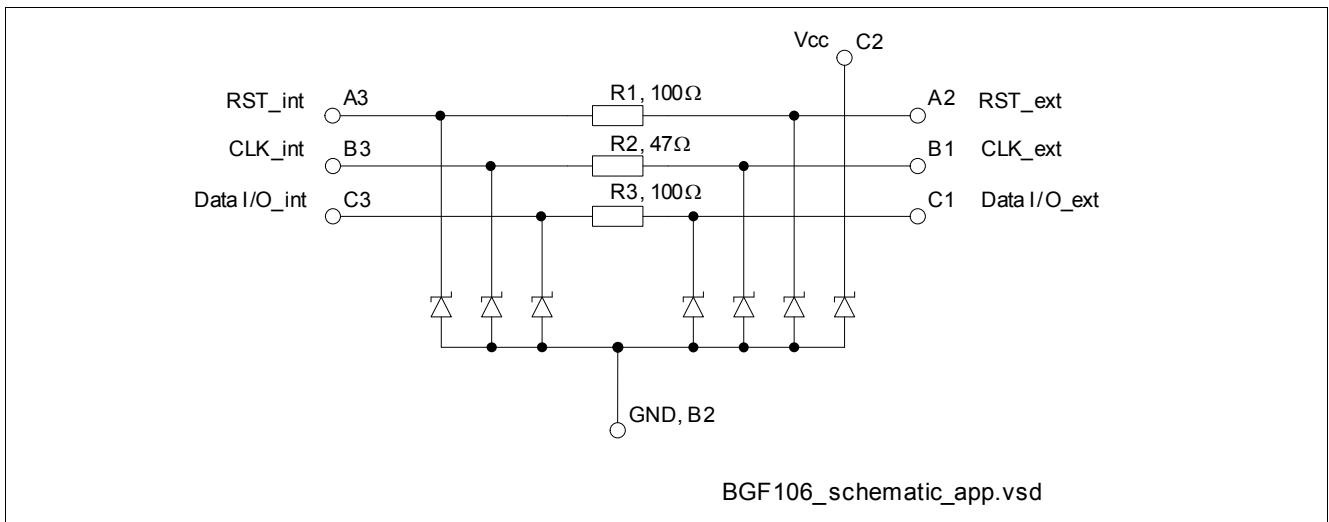 Vcc C2
RST_int A3 R1, 100Ω A2 RST_ext
CLK_int B3 R2, 47Ω B1 CLK_ext
Data I/O_int C3 R3, 100Ω C1 Data I/O_ext
GND, B2
BGF106_schematic_app.vsd